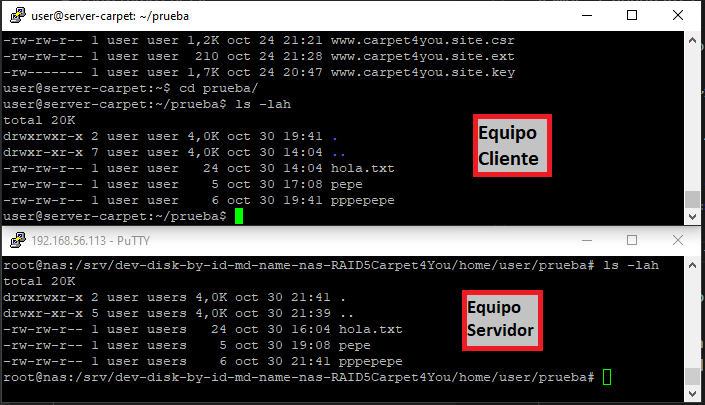 user@server-carpet: ~/prueba
-rw-rw-r-- 1 user user 1,2K oct 24 21:21 www.carpet4you.site.csr
-rw-rw-r-- 1 user user  210 oct 24 21:28 www.carpet4you.site.ext
-rw------- 1 user user 1,7K oct 24 20:47 www.carpet4you.site.key
user@server-carpet:~$ cd prueba/
user@server-carpet:~/prueba$ ls -lah
total 20K
drwxrwxr-x 2 user user 4,0K oct 30 19:41 .
drwxr-xr-x 7 user user 4,0K oct 30 14:04 ..
-rw-rw-r-- 1 user user   24 oct 30 14:04 hola.txt
-rw-rw-r-- 1 user user    5 oct 30 17:08 pepe
-rw-rw-r-- 1 user user    6 oct 30 19:41 pppepepe
user@server-carpet:~/prueba$
Equipo
Cliente
192.168.56.113 - PuTTY
root@nas:/srv/dev-disk-by-id-md-name-nas-RAID5Carpet4You/home/user/prueba# ls -lah
total 20K
drwxrwxr-x 2 user users 4,0K oct 30 21:41 .
drwxr-xr-x 5 user users 4,0K oct 30 21:39 ..
-rw-rw-r-- 1 user users   24 oct 30 16:04 hola.txt
-rw-rw-r-- 1 user users    5 oct 30 19:08 pepe
-rw-rw-r-- 1 user users    6 oct 30 21:41 pppepepe
root@nas:/srv/dev-disk-by-id-md-name-nas-RAID5Carpet4You/home/user/prueba#
Equipo
Servidor